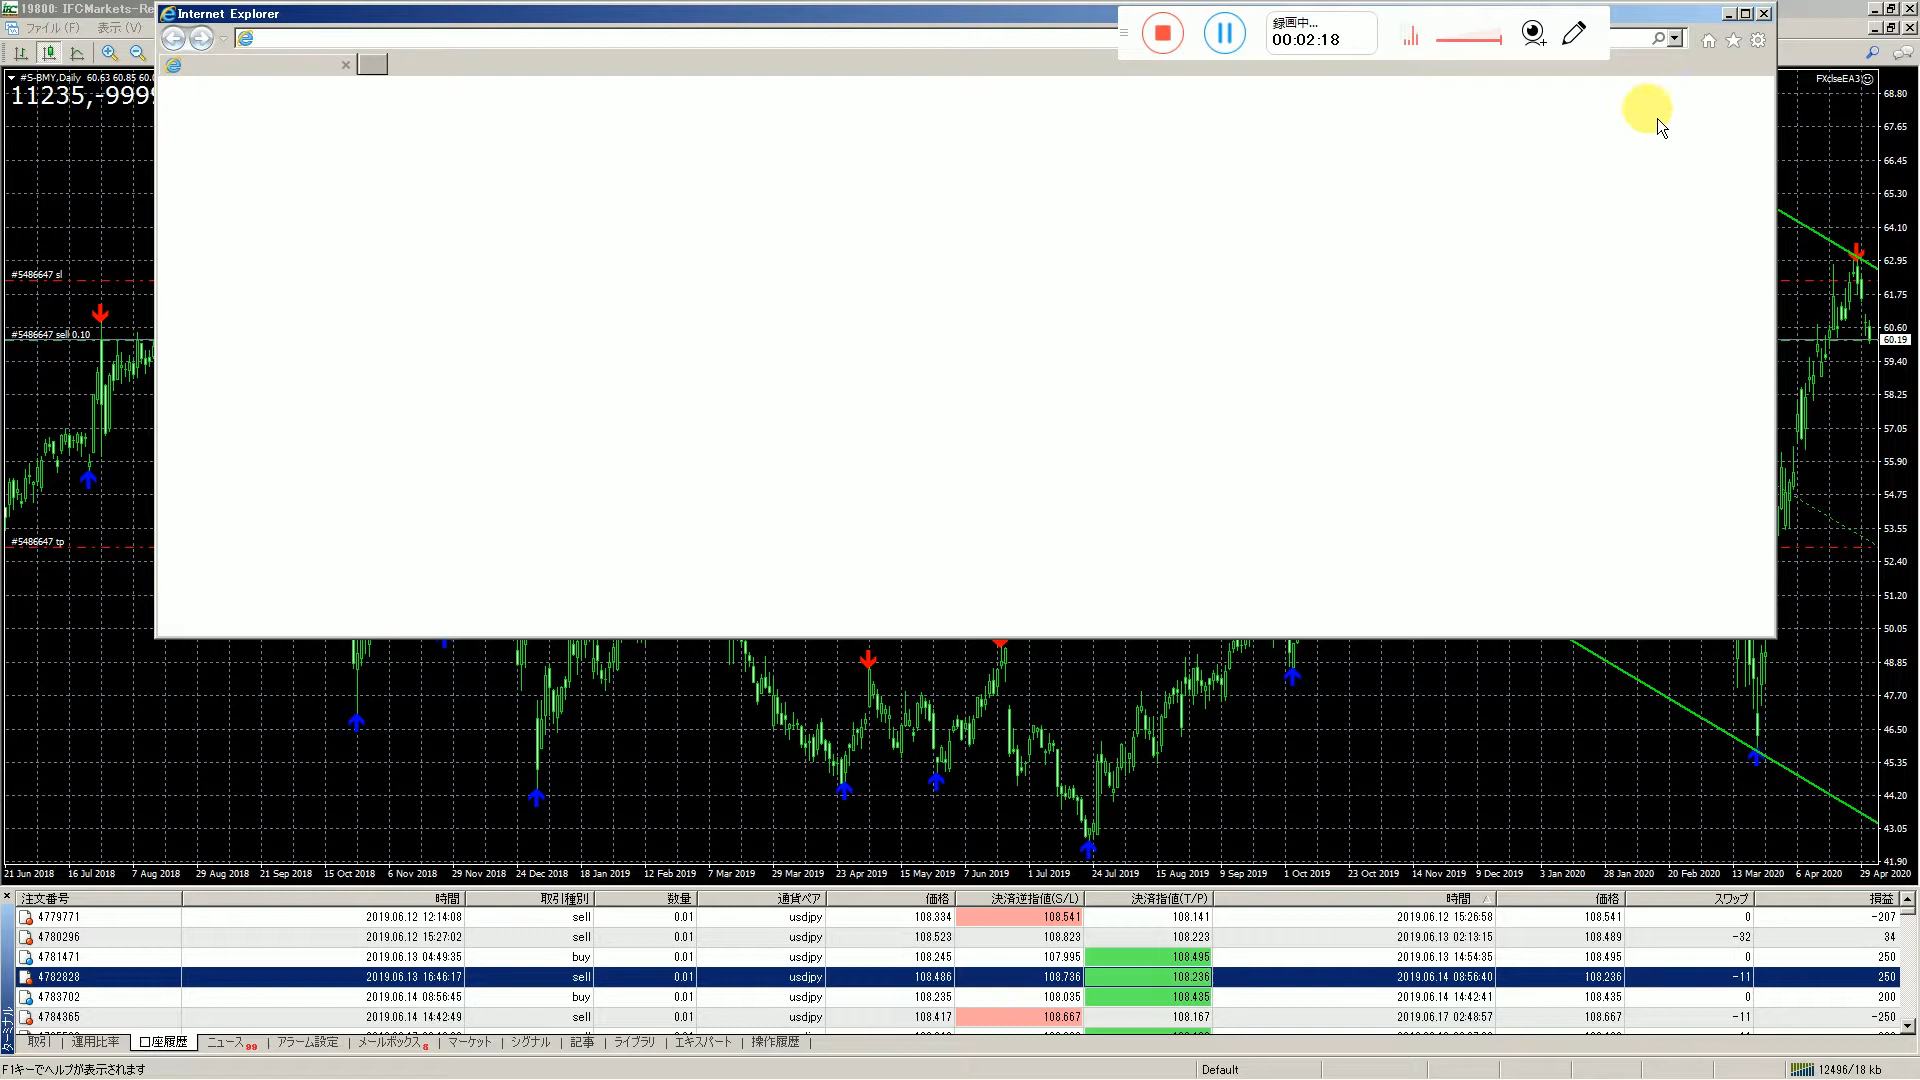 19800: IFCMarkets-Re
Internet Explorer
ファイル (F) 表示 (V)
録画中...
00:02:18
#S-BMY,Daily 60.63 60.85 60.0
11235,-9999
FXdseEA3
68.80
67.65
66.45
65.30
64.10
62.95
61.75
60.60
60.19
59.40
58.25
57.05
55.90
54.75
53.55
52.40
51.20
50.05
48.85
47.70
46.50
45.35
44.20
43.05
41.90
#5486647 sl
#5486647 sell 0.10
#5486647 tp
21 Jun 2018 16 Jul 2018 7 Aug 2018 29 Aug 2018 21 Sep 2018 15 Oct 2018 6 Nov 2018 29 Nov 2018 24 Dec 2018 18 Jan 2019 12 Feb 2019 7 Mar 2019 29 Mar 2019 23 Apr 2019 15 May 2019 7 Jun 2019 1 Jul 2019 24 Jul 2019 15 Aug 2019 9 Sep 2019 1 Oct 2019 23 Oct 2019 14 Nov 2019 9 Dec 2019 3 Jan 2020 28 Jan 2020 20 Feb 2020 13 Mar 2020 6 Apr 2020 29 Apr 2020
注文番号 時間 取引種別 数量 通貨ペア 価格 決済逆指値(S/L) 決済指値(T/P) 時間 価格 スワップ 損益
4779771 2019.06.12 12:14:08 sell 0.01 usdjpy 108.334 108.541 108.141 2019.06.12 15:26:58 108.541 0 -207
4780296 2019.06.12 15:27:02 sell 0.01 usdjpy 108.523 108.823 108.223 2019.06.13 02:13:15 108.489 -32 34
4781471 2019.06.13 04:49:35 buy 0.01 usdjpy 108.245 107.995 108.495 2019.06.13 14:54:35 108.495 0 250
4782828 2019.06.13 16:46:17 sell 0.01 usdjpy 108.486 108.736 108.236 2019.06.14 08:56:40 108.236 -11 250
4783702 2019.06.14 08:56:45 buy 0.01 usdjpy 108.235 108.035 108.435 2019.06.14 14:42:41 108.435 0 200
4784365 2019.06.14 14:42:49 sell 0.01 usdjpy 108.417 108.667 108.167 2019.06.17 02:48:57 108.667 -11 -250
取引 運用比率 口座履歴 ニュース 99 アラーム設定 メールボックス 8 マーケット シグナル 記事 ライブラリ エキスパート 操作履歴
ターミナル
F1キーでヘルプが表示されます Default 12496/18 kb